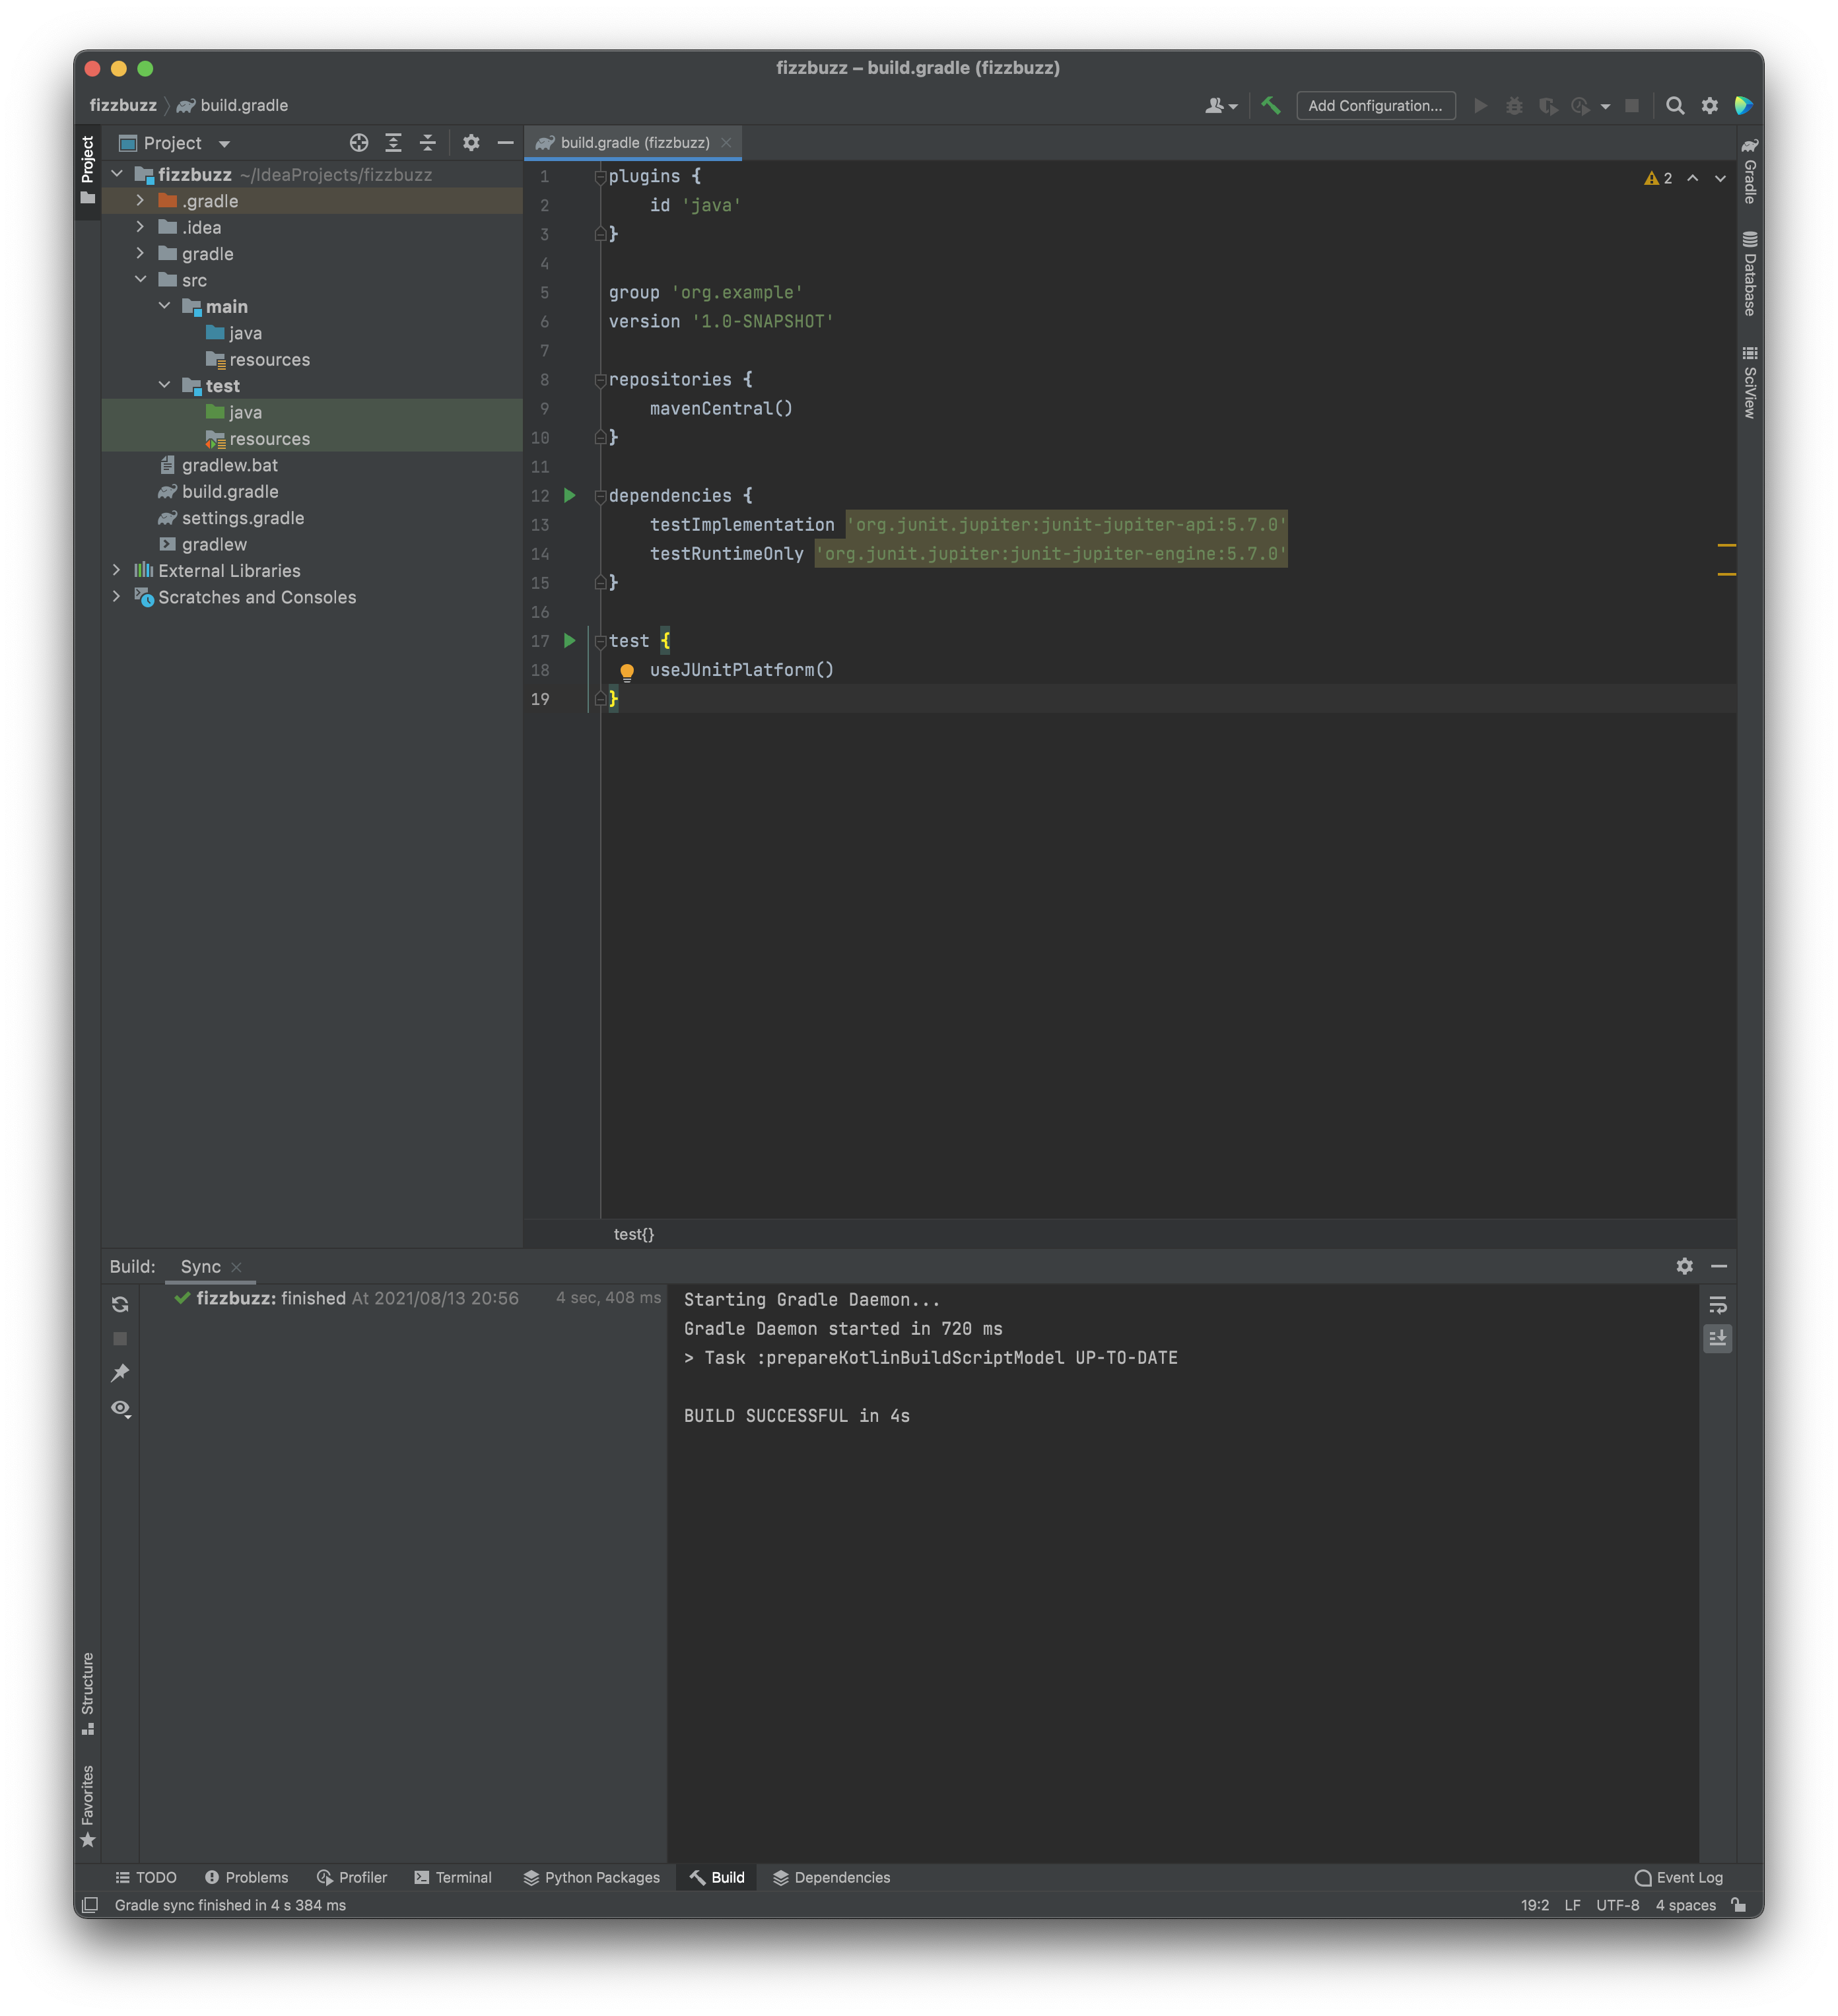 fizzbuzz – build.gradle (fizzbuzz)
fizzbuzz build.gradle
Add Configuration...
Project
Project
build.gradle (fizzbuzz)
fizzbuzz ~/IdeaProjects/fizzbuzz
.gradle
.idea
gradle
src
main
java
resources
test
java
resources
gradlew.bat
build.gradle
settings.gradle
gradlew
External Libraries
Scratches and Consoles
1 plugins {
2 id 'java'
3 }
4
5 group 'org.example'
6 version '1.0-SNAPSHOT'
7
8 repositories {
9 mavenCentral()
10 }
11
12 dependencies {
13 testImplementation 'org.junit.jupiter:junit-jupiter-api:5.7.0'
14 testRuntimeOnly 'org.junit.jupiter:junit-jupiter-engine:5.7.0'
15 }
16
17 test {
18 useJUnitPlatform()
19 }
2
Gradle
Database
SciView
test{}
Build: Sync
fizzbuzz: finished At 2021/08/13 20:56 4 sec, 408 ms
Starting Gradle Daemon...
Gradle Daemon started in 720 ms
> Task :prepareKotlinBuildScriptModel UP-TO-DATE
BUILD SUCCESSFUL in 4s
Structure
Favorites
TODO Problems Profiler Terminal Python Packages Build Dependencies Event Log
Gradle sync finished in 4 s 384 ms 19:2 LF UTF-8 4 spaces